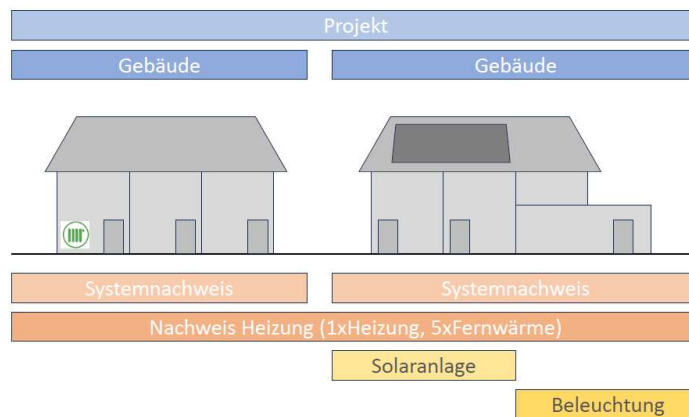 Projekt
Gebäude
Gebäude
Systemnachweis
Systemnachweis
Nachweis Heizung (1xHeizung, 5xFernwärme)
Solaranlage
Beleuchtung